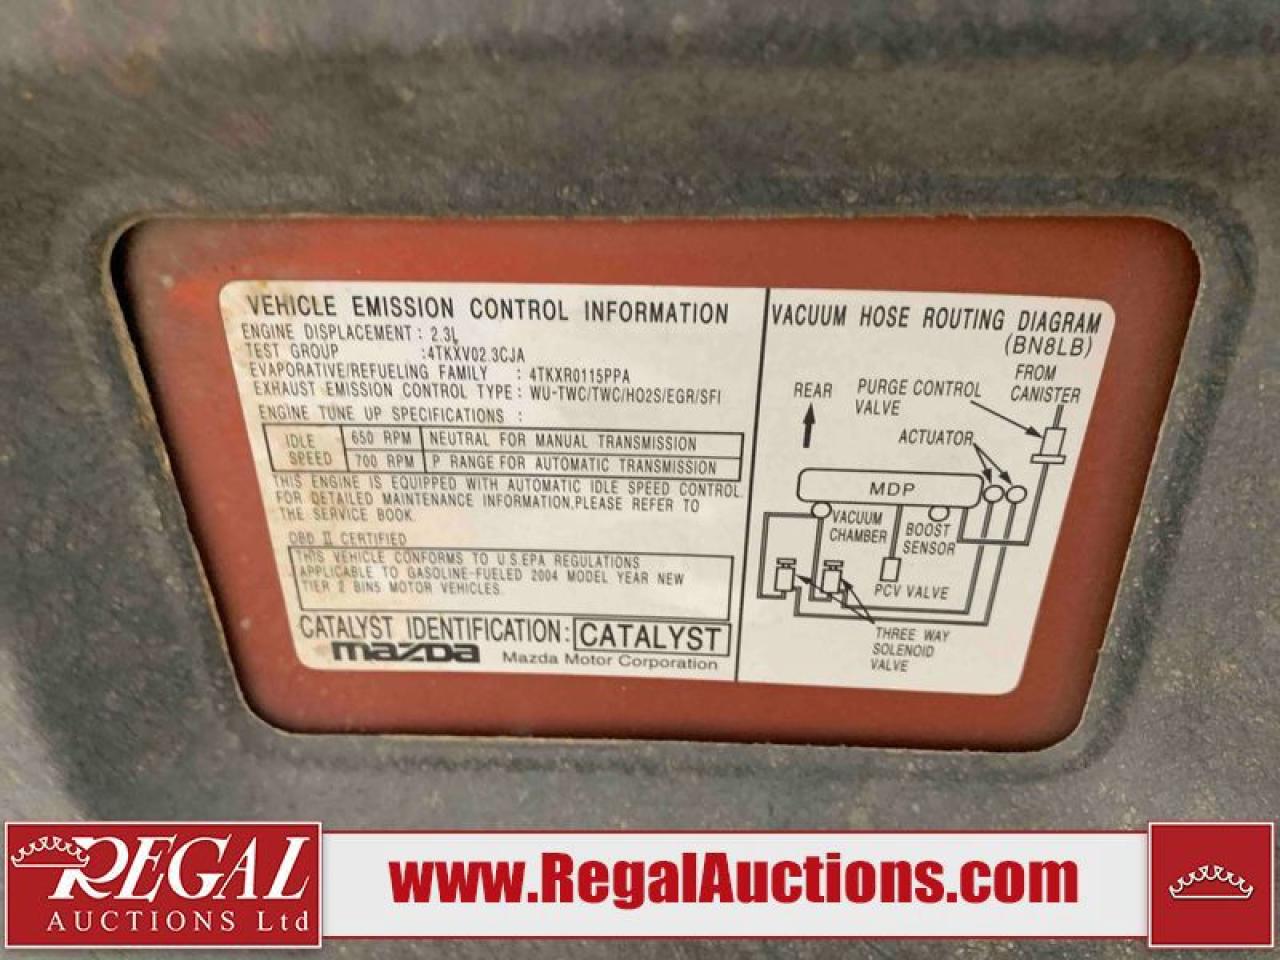 VEHICLE EMISSION CONTROL INFORMATION
ENGINE DISPLACEMENT : 2.3L
TEST GROUP :4TKXV02.3CJA
EVAPORATIVE/REFUELING FAMILY : 4TKXR0115PPA
EXHAUST EMISSION CONTROL TYPE : WU-TWC/TWC/HO2S/EGR/SFI
ENGINE TUNE UP SPECIFICATIONS :
IDLE SPEED
650 RPM NEUTRAL FOR MANUAL TRANSMISSION
700 RPM P RANGE FOR AUTOMATIC TRANSMISSION
THIS ENGINE IS EQUIPPED WITH AUTOMATIC IDLE SPEED CONTROL.
FOR DETAILED MAINTENANCE INFORMATION,PLEASE REFER TO
THE SERVICE BOOK.
OBD II CERTIFIED
THIS VEHICLE CONFORMS TO U.S.EPA REGULATIONS
APPLICABLE TO GASOLINE-FUELED 2004 MODEL YEAR NEW
TIER 2 BIN5 MOTOR VEHICLES.
CATALYST IDENTIFICATION: CATALYST
mazda Mazda Motor Corporation
VACUUM HOSE ROUTING DIAGRAM
(BN8LB)
REAR
PURGE CONTROL
VALVE
FROM
CANISTER
ACTUATOR
MDP
VACUUM
CHAMBER
BOOST
SENSOR
PCV VALVE
THREE WAY
SOLENOID
VALVE
REGAL
AUCTIONS Ltd
www.RegalAuctions.com